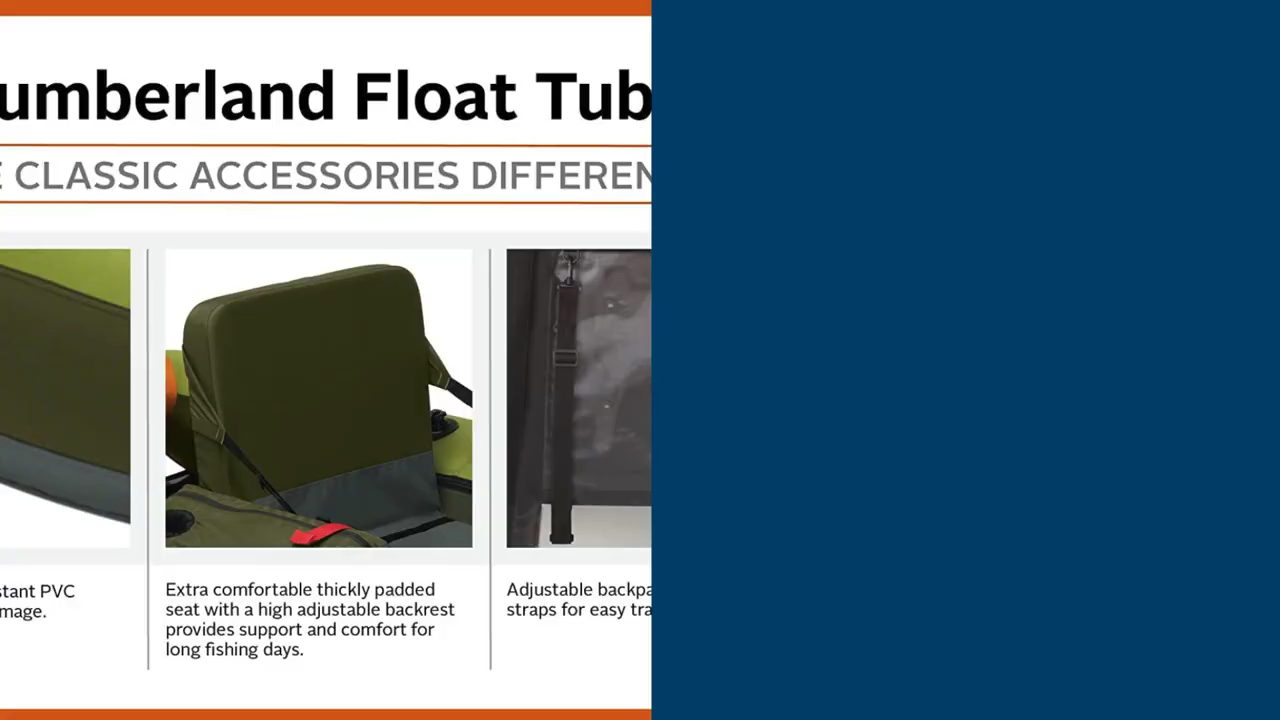 umberland Float Tub
CLASSIC ACCESSORIES DIFFEREN
stant PVC
mage.
Extra comfortable thickly padded
seat with a high adjustable backrest
provides support and comfort for
long fishing days.
Adjustable backpa
straps for easy tra